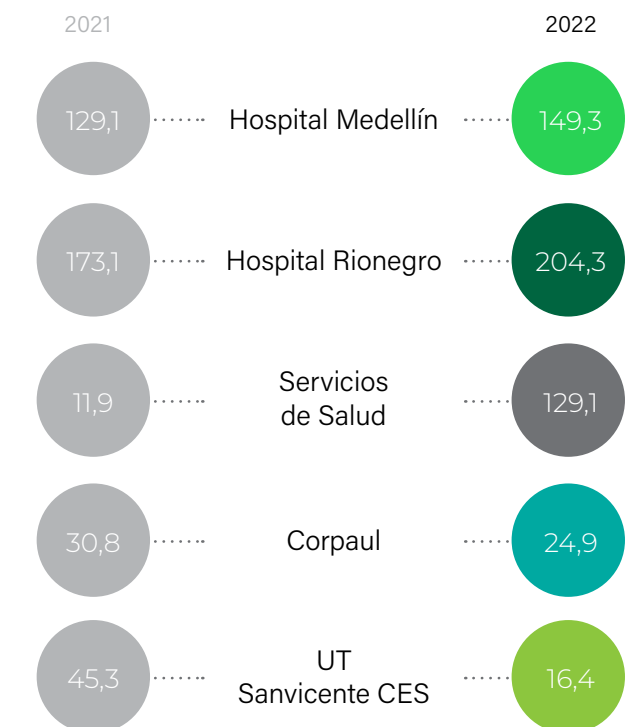 2021 2022
129,1 Hospital Medellín 149,3
173,1 Hospital Rionegro 204,3
11,9 Servicios de Salud 129,1
30,8 Corpaul 24,9
45,3 UT Sanvicente CES 16,4